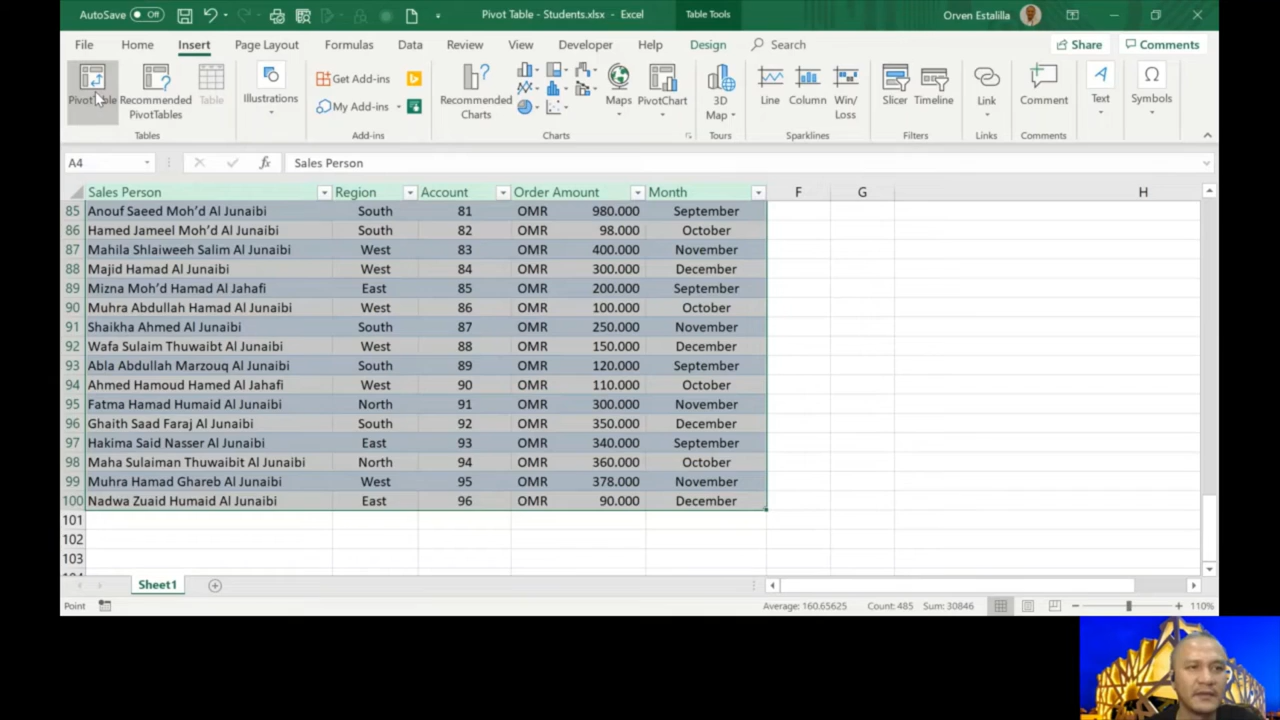 AutoSave Off Pivot Table - Students.xlsx - Excel Table Tools Orven Estalilla
File Home Insert Page Layout Formulas Data Review View Developer Help Design Search Share Comments
PivotTable Recommended PivotTables Table Illustrations Get Add-ins My Add-ins Recommended Charts Maps PivotChart 3D Map Line Column Win/Loss Slicer Timeline Link Comment Text Symbols
Tables Add-ins Charts Tours Sparklines Filters Links Comments
A4 fx Sales Person
Sales Person Region Account Order Amount Month F G H
85 Anouf Saeed Moh’d Al Junaibi South 81 OMR 980.000 September
86 Hamed Jameel Moh’d Al Junaibi South 82 OMR 98.000 October
87 Mahila Shlaiweeh Salim Al Junaibi West 83 OMR 400.000 November
88 Majid Hamad Al Junaibi West 84 OMR 300.000 December
89 Mizna Moh’d Hamad Al Jahafi East 85 OMR 200.000 September
90 Muhra Abdullah Hamad Al Junaibi West 86 OMR 100.000 October
91 Shaikha Ahmed Al Junaibi South 87 OMR 250.000 November
92 Wafa Sulaim Thuwaibt Al Junaibi West 88 OMR 150.000 December
93 Abla Abdullah Marzouq Al Junaibi South 89 OMR 120.000 September
94 Ahmed Hamoud Hamed Al Jahafi West 90 OMR 110.000 October
95 Fatma Hamad Humaid Al Junaibi North 91 OMR 300.000 November
96 Ghaith Saad Faraj Al Junaibi South 92 OMR 350.000 December
97 Hakima Said Nasser Al Junaibi East 93 OMR 340.000 September
98 Maha Sulaiman Thuwaibit Al Junaibi North 94 OMR 360.000 October
99 Muhra Hamad Ghareb Al Junaibi West 95 OMR 378.000 November
100 Nadwa Zuaid Humaid Al Junaibi East 96 OMR 90.000 December
101
102
103
Sheet1
Point Average: 160.65625 Count: 485 Sum: 30846 110%